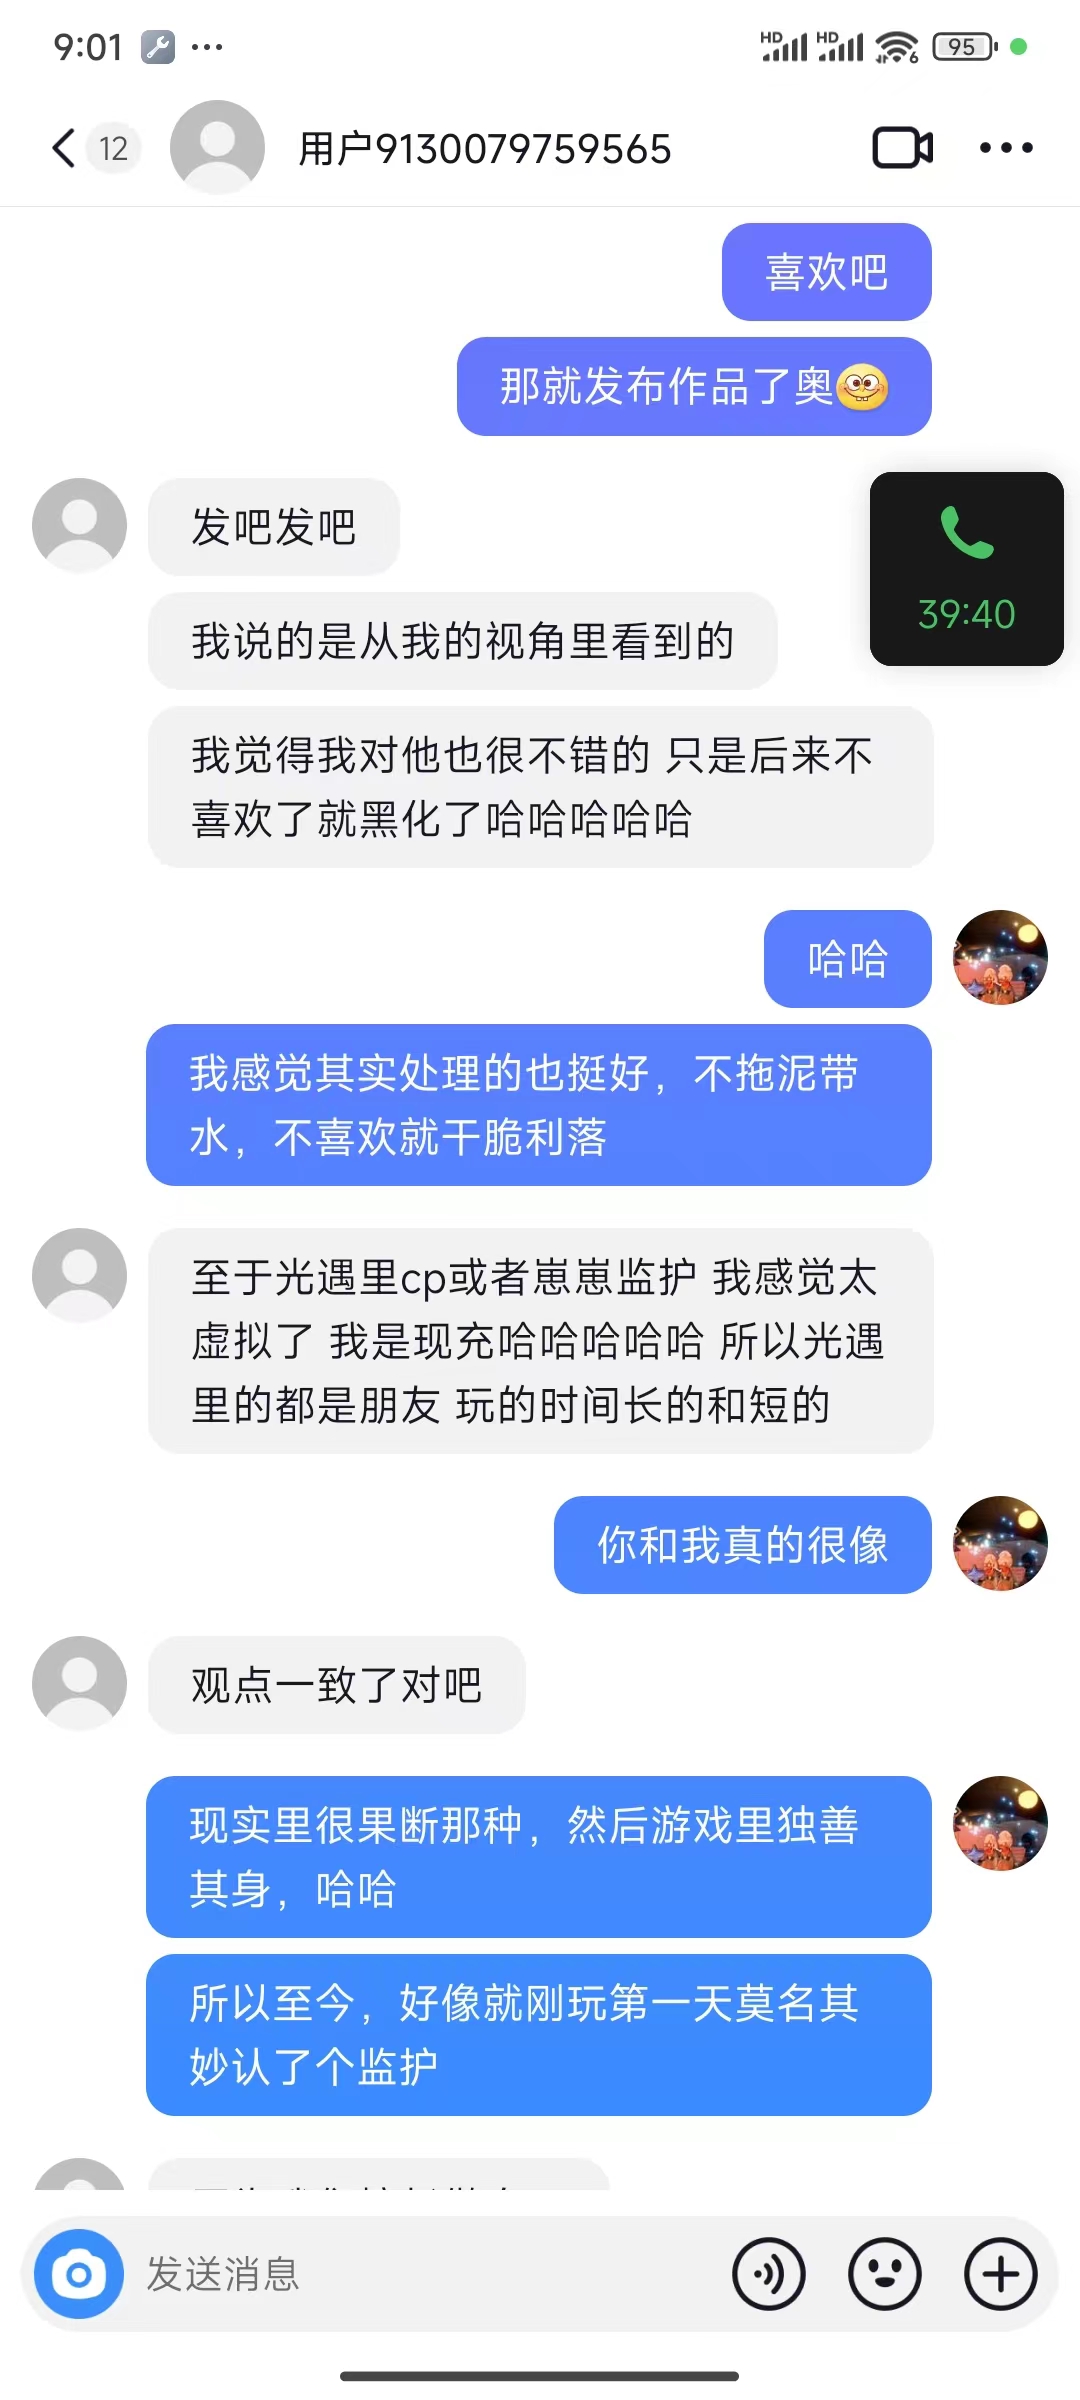 9:01
HD HD 6 95
12 用户9130079759565
喜欢吧
那就发布作品了奥
发吧发吧
39:40
我说的是从我的视角里看到的
我觉得我对他也很不错的 只是后来不
喜欢了就黑化了哈哈哈哈哈
哈哈
我感觉其实处理的也挺好，不拖泥带
水，不喜欢就干脆利落
至于光遇里cp或者崽崽监护 我感觉太
虚拟了 我是现充哈哈哈哈哈 所以光遇
里的都是朋友 玩的时间长的和短的
你和我真的很像
观点一致了对吧
现实里很果断那种，然后游戏里独善
其身，哈哈
所以至今，好像就刚玩第一天莫名其
妙认了个监护
发送消息